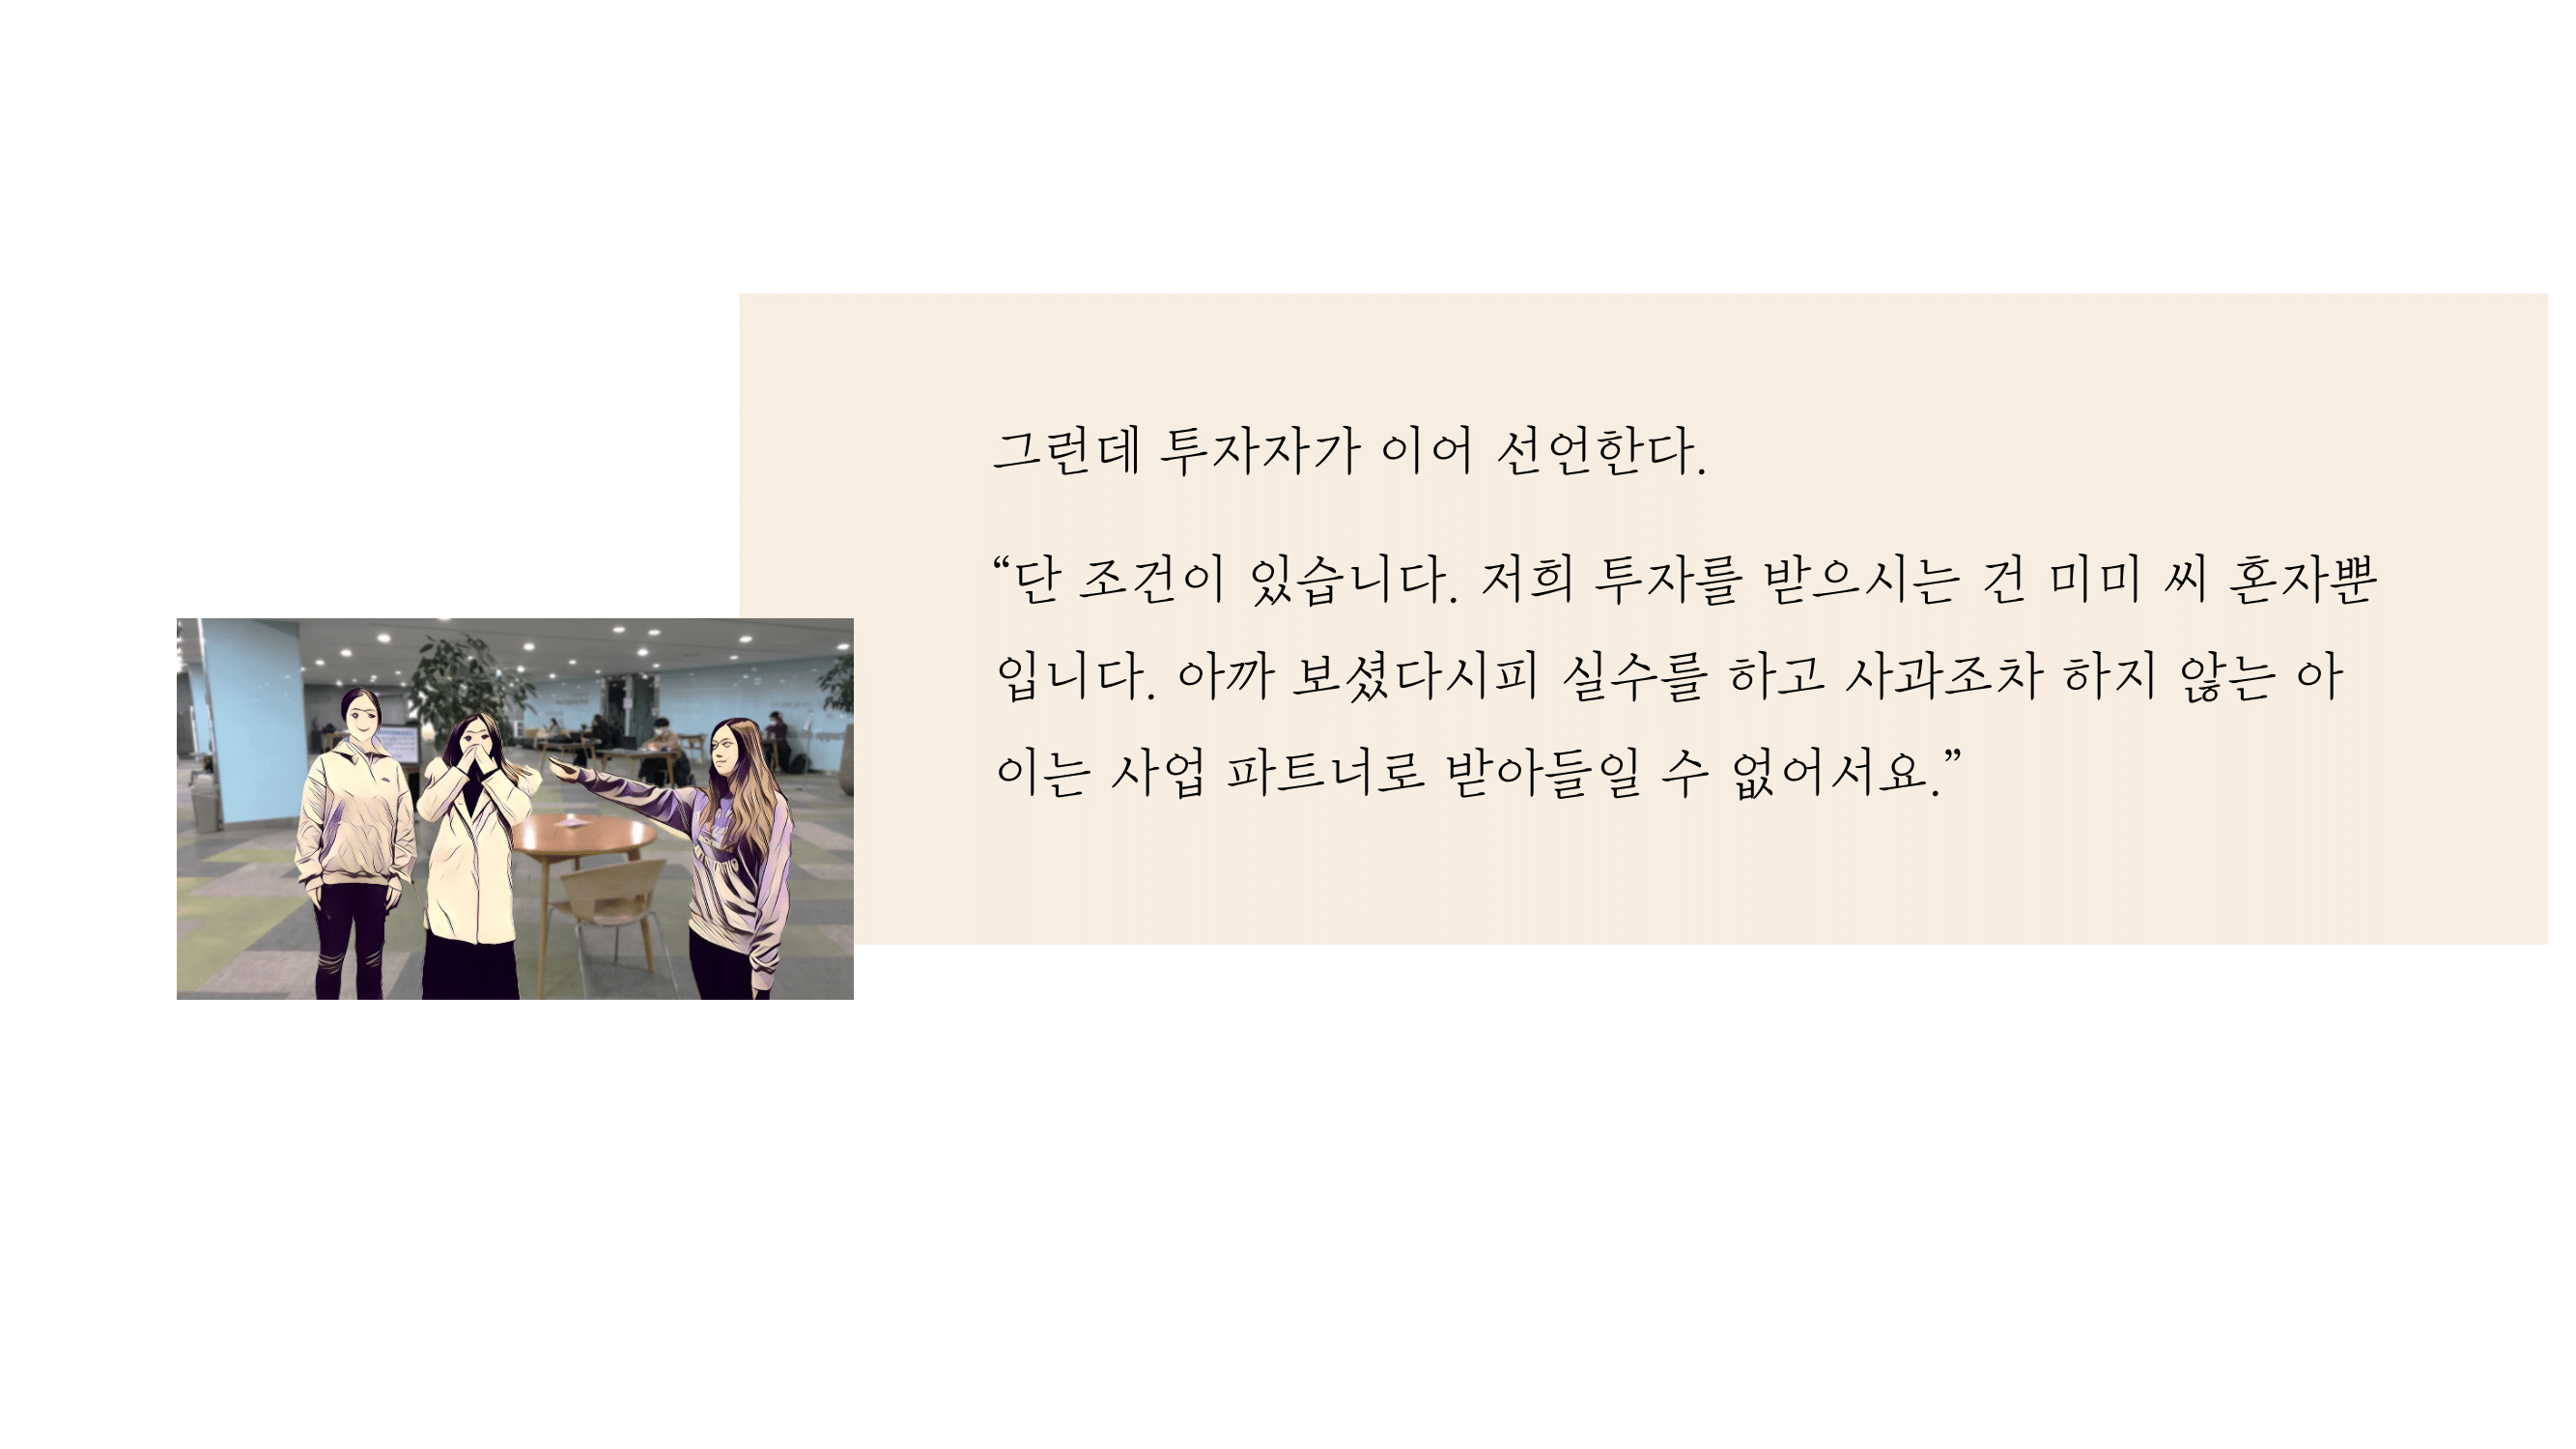 그런데 투자자가 이어 선언한다.
“단 조건이 있습니다. 저희 투자를 받으시는 건 미미 씨 혼자뿐
입니다. 아까 보셨다시피 실수를 하고 사과조차 하지 않는 아
이는 사업 파트너로 받아들일 수 없어서요.”